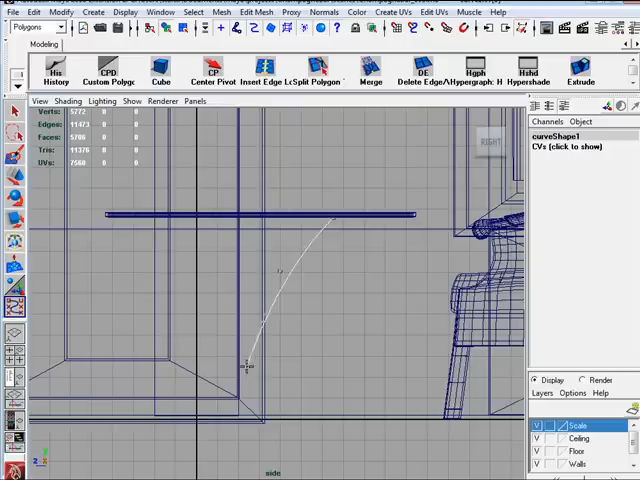 File Edit Modify Create Display Window Select Mesh Edit Mesh Proxy Normals Color Create UVs Edit UVs Muscle Help
Polygons
Modeling
His CPD CP DE Hgph Hshd
History Custom Polygo Cube Center Pivot Insert Edge Lo Split Polygon Merge Delete Edge/ Hypergraph: H Hypershade Extrude
View Shading Lighting Show Renderer Panels
Verts: 5772 0 0
Edges: 11473 0 0
Faces: 5706 0 0
Tris: 11376 0 0
UVs: 7560 0 0
RIGHT
side
Channels Object
curveShape1
CVs (click to show)
Display Render
Layers Options Help
V Scale
V Ceiling
V Floor
V Walls